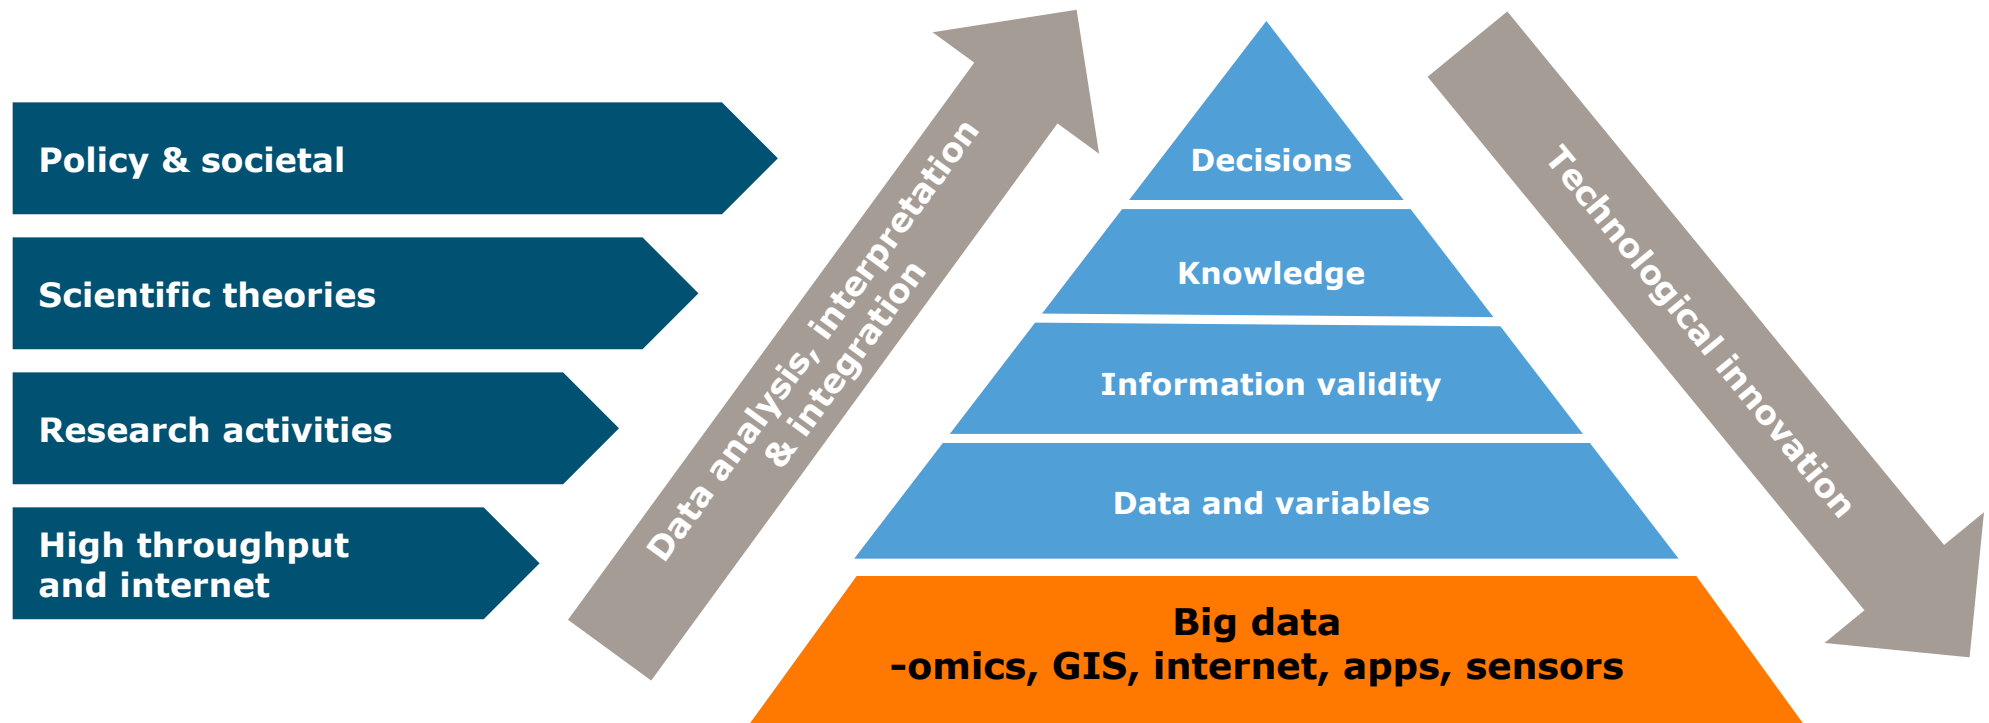 Policy & societal
Scientific theories
Research activities
High throughput
and internet
Data analysis, interpretation
& integration
Decisions
Knowledge
Information validity
Data and variables
Big data
-omics, GIS, internet, apps, sensors
Technological innovation